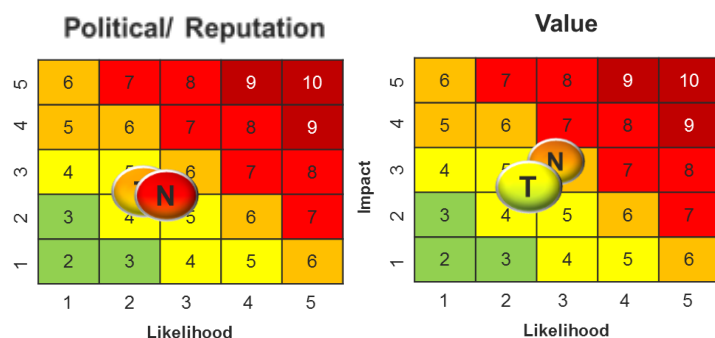 Political/ Reputation
5 6 7 8 9 10
4 5 6 7 8 9
3 4 5 6 7 8
2 3 4 5 6 7
1 2 3 4 5 6
N
1 2 3 4 5
Likelihood
Value
Impact
5 6 7 8 9 10
4 5 6 7 8 9
3 4 5 7 8
2 3 4 5 6 7
1 2 3 4 5 6
N
T
1 2 3 4 5
Likelihood